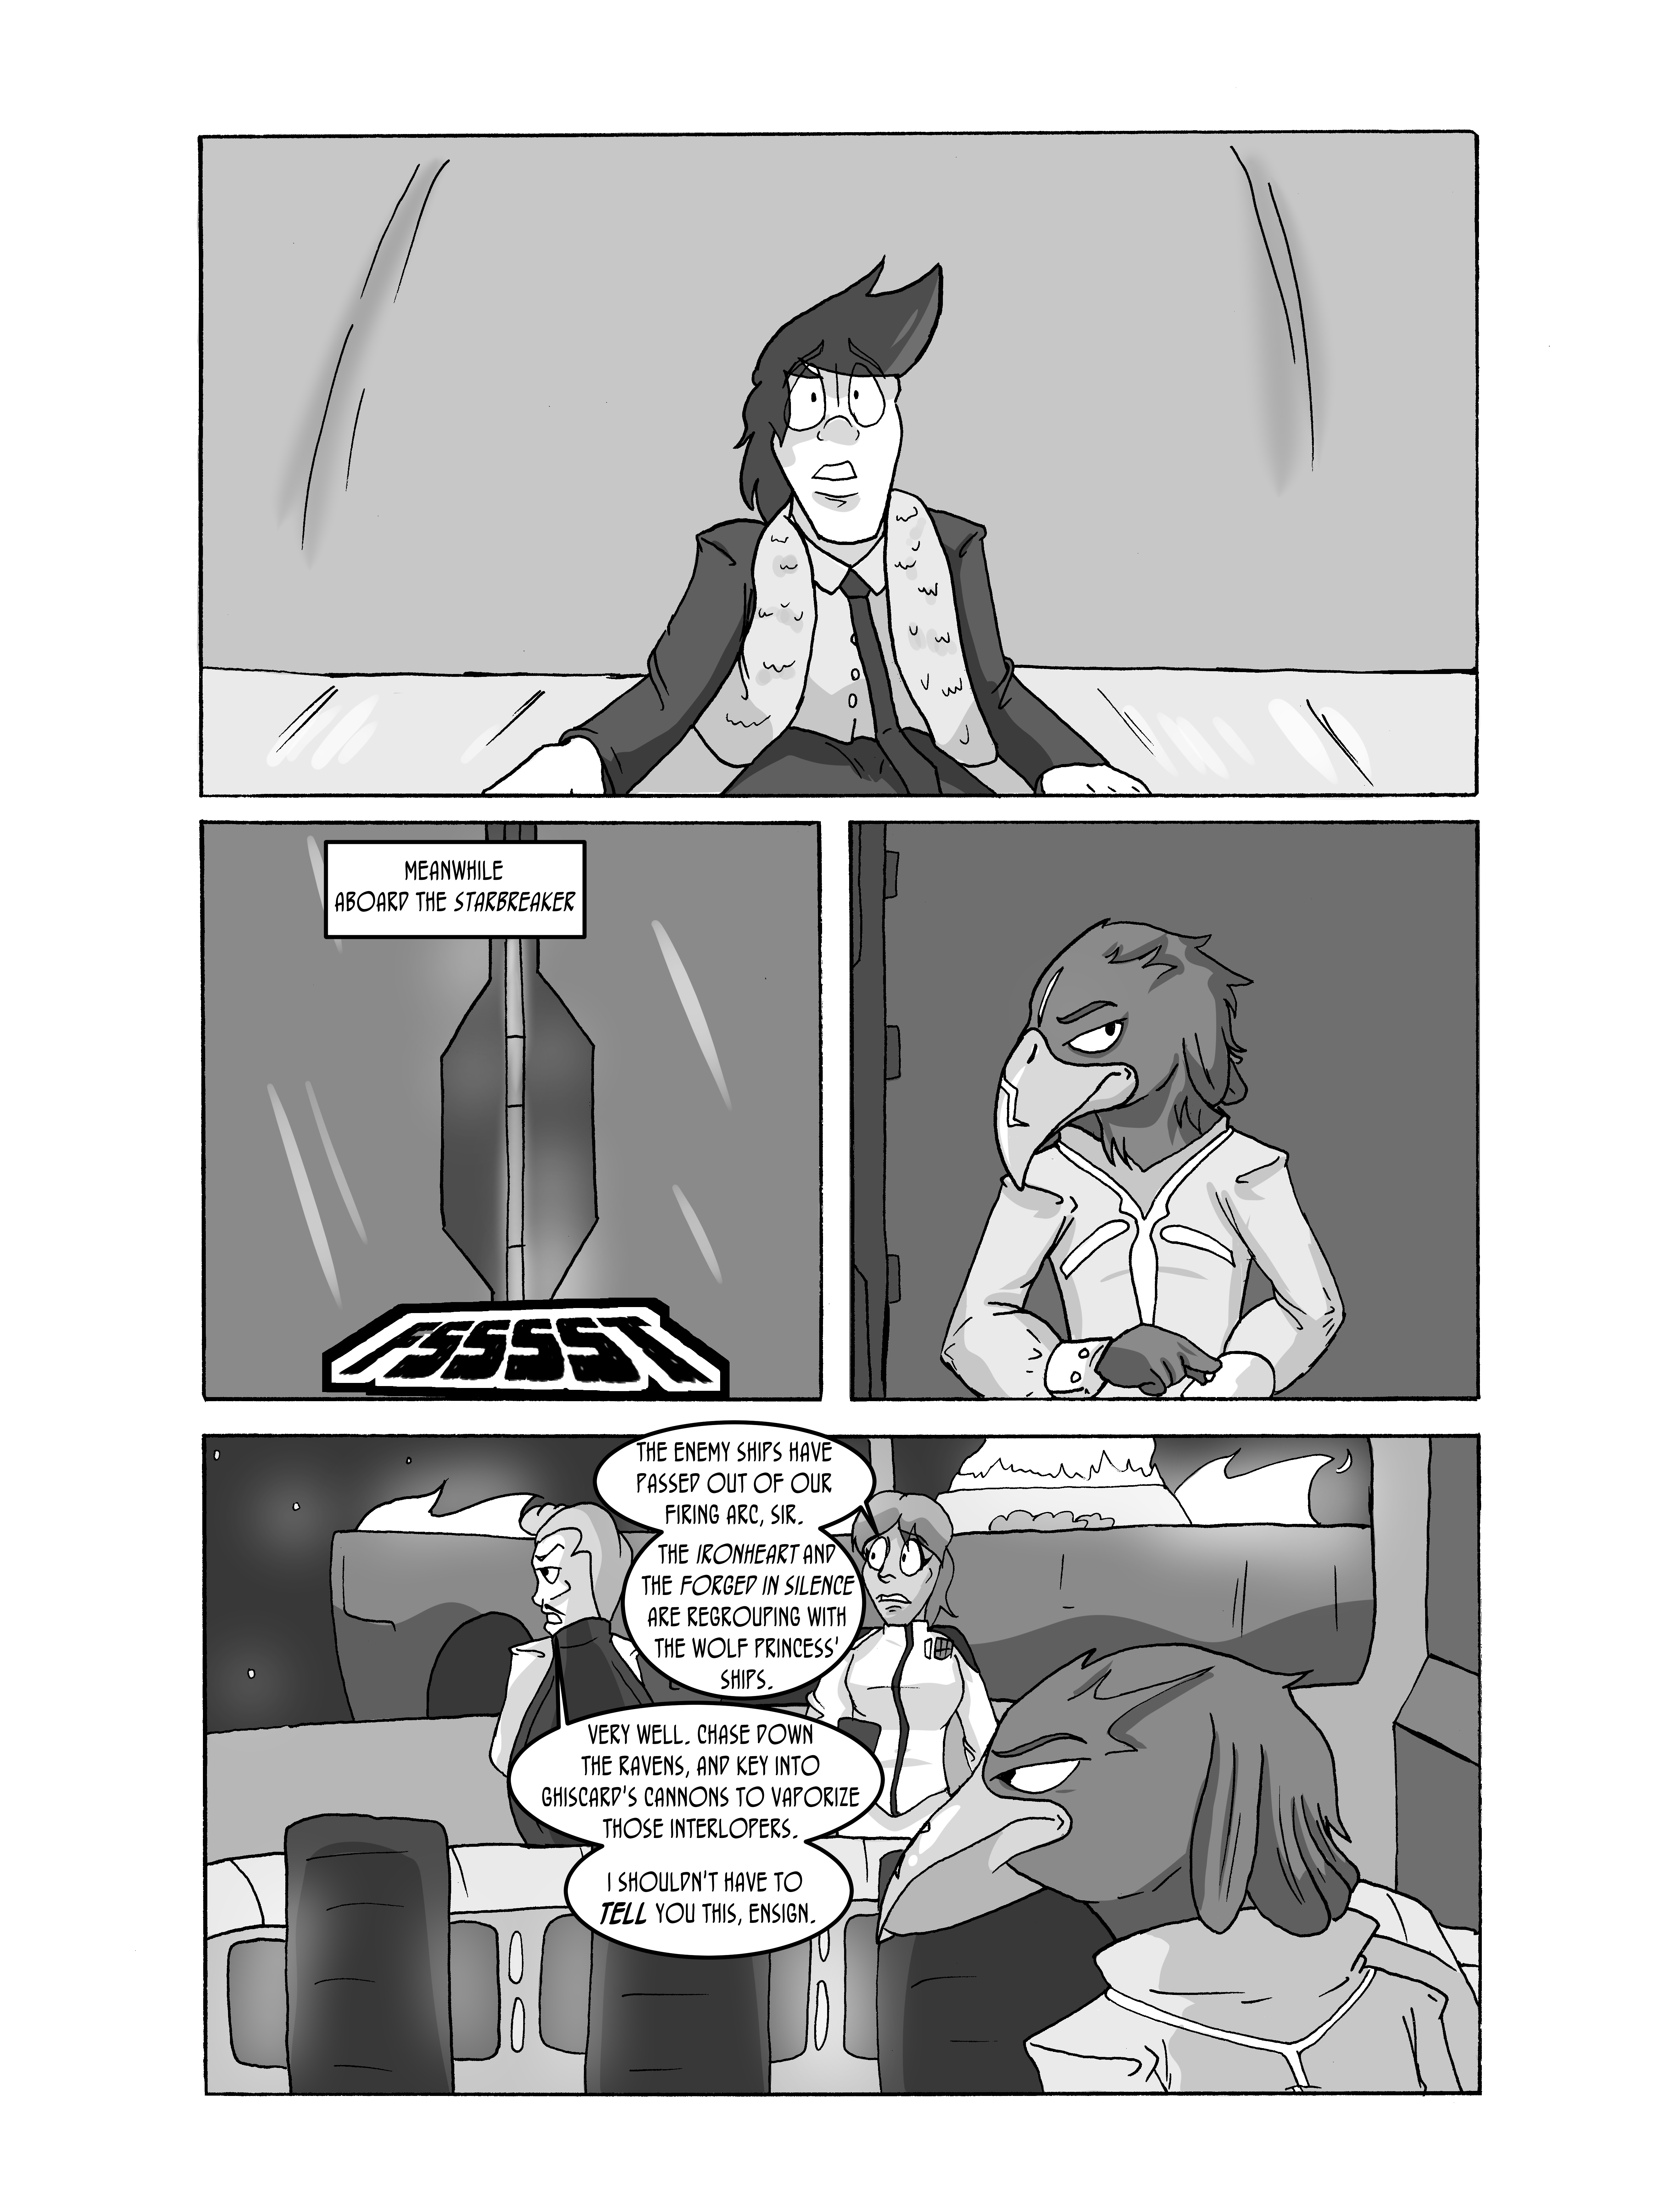 MEANWHILE
ABOARD THE STARBREAKER
FSSSST
THE ENEMY SHIPS HAVE
PASSED OUT OF OUR
FIRING ARC, SIR.
THE IRONHEART AND
THE FORGED IN SILENCE
ARE REGROUPING WITH
THE WOLF PRINCESS'
SHIPS.
VERY WELL. CHASE DOWN
THE RAVENS, AND KEY INTO
GHISCARD'S CANNONS TO VAPORIZE
THOSE INTERLOPERS.
I SHOULDN'T HAVE TO
TELL YOU THIS, ENSIGN.